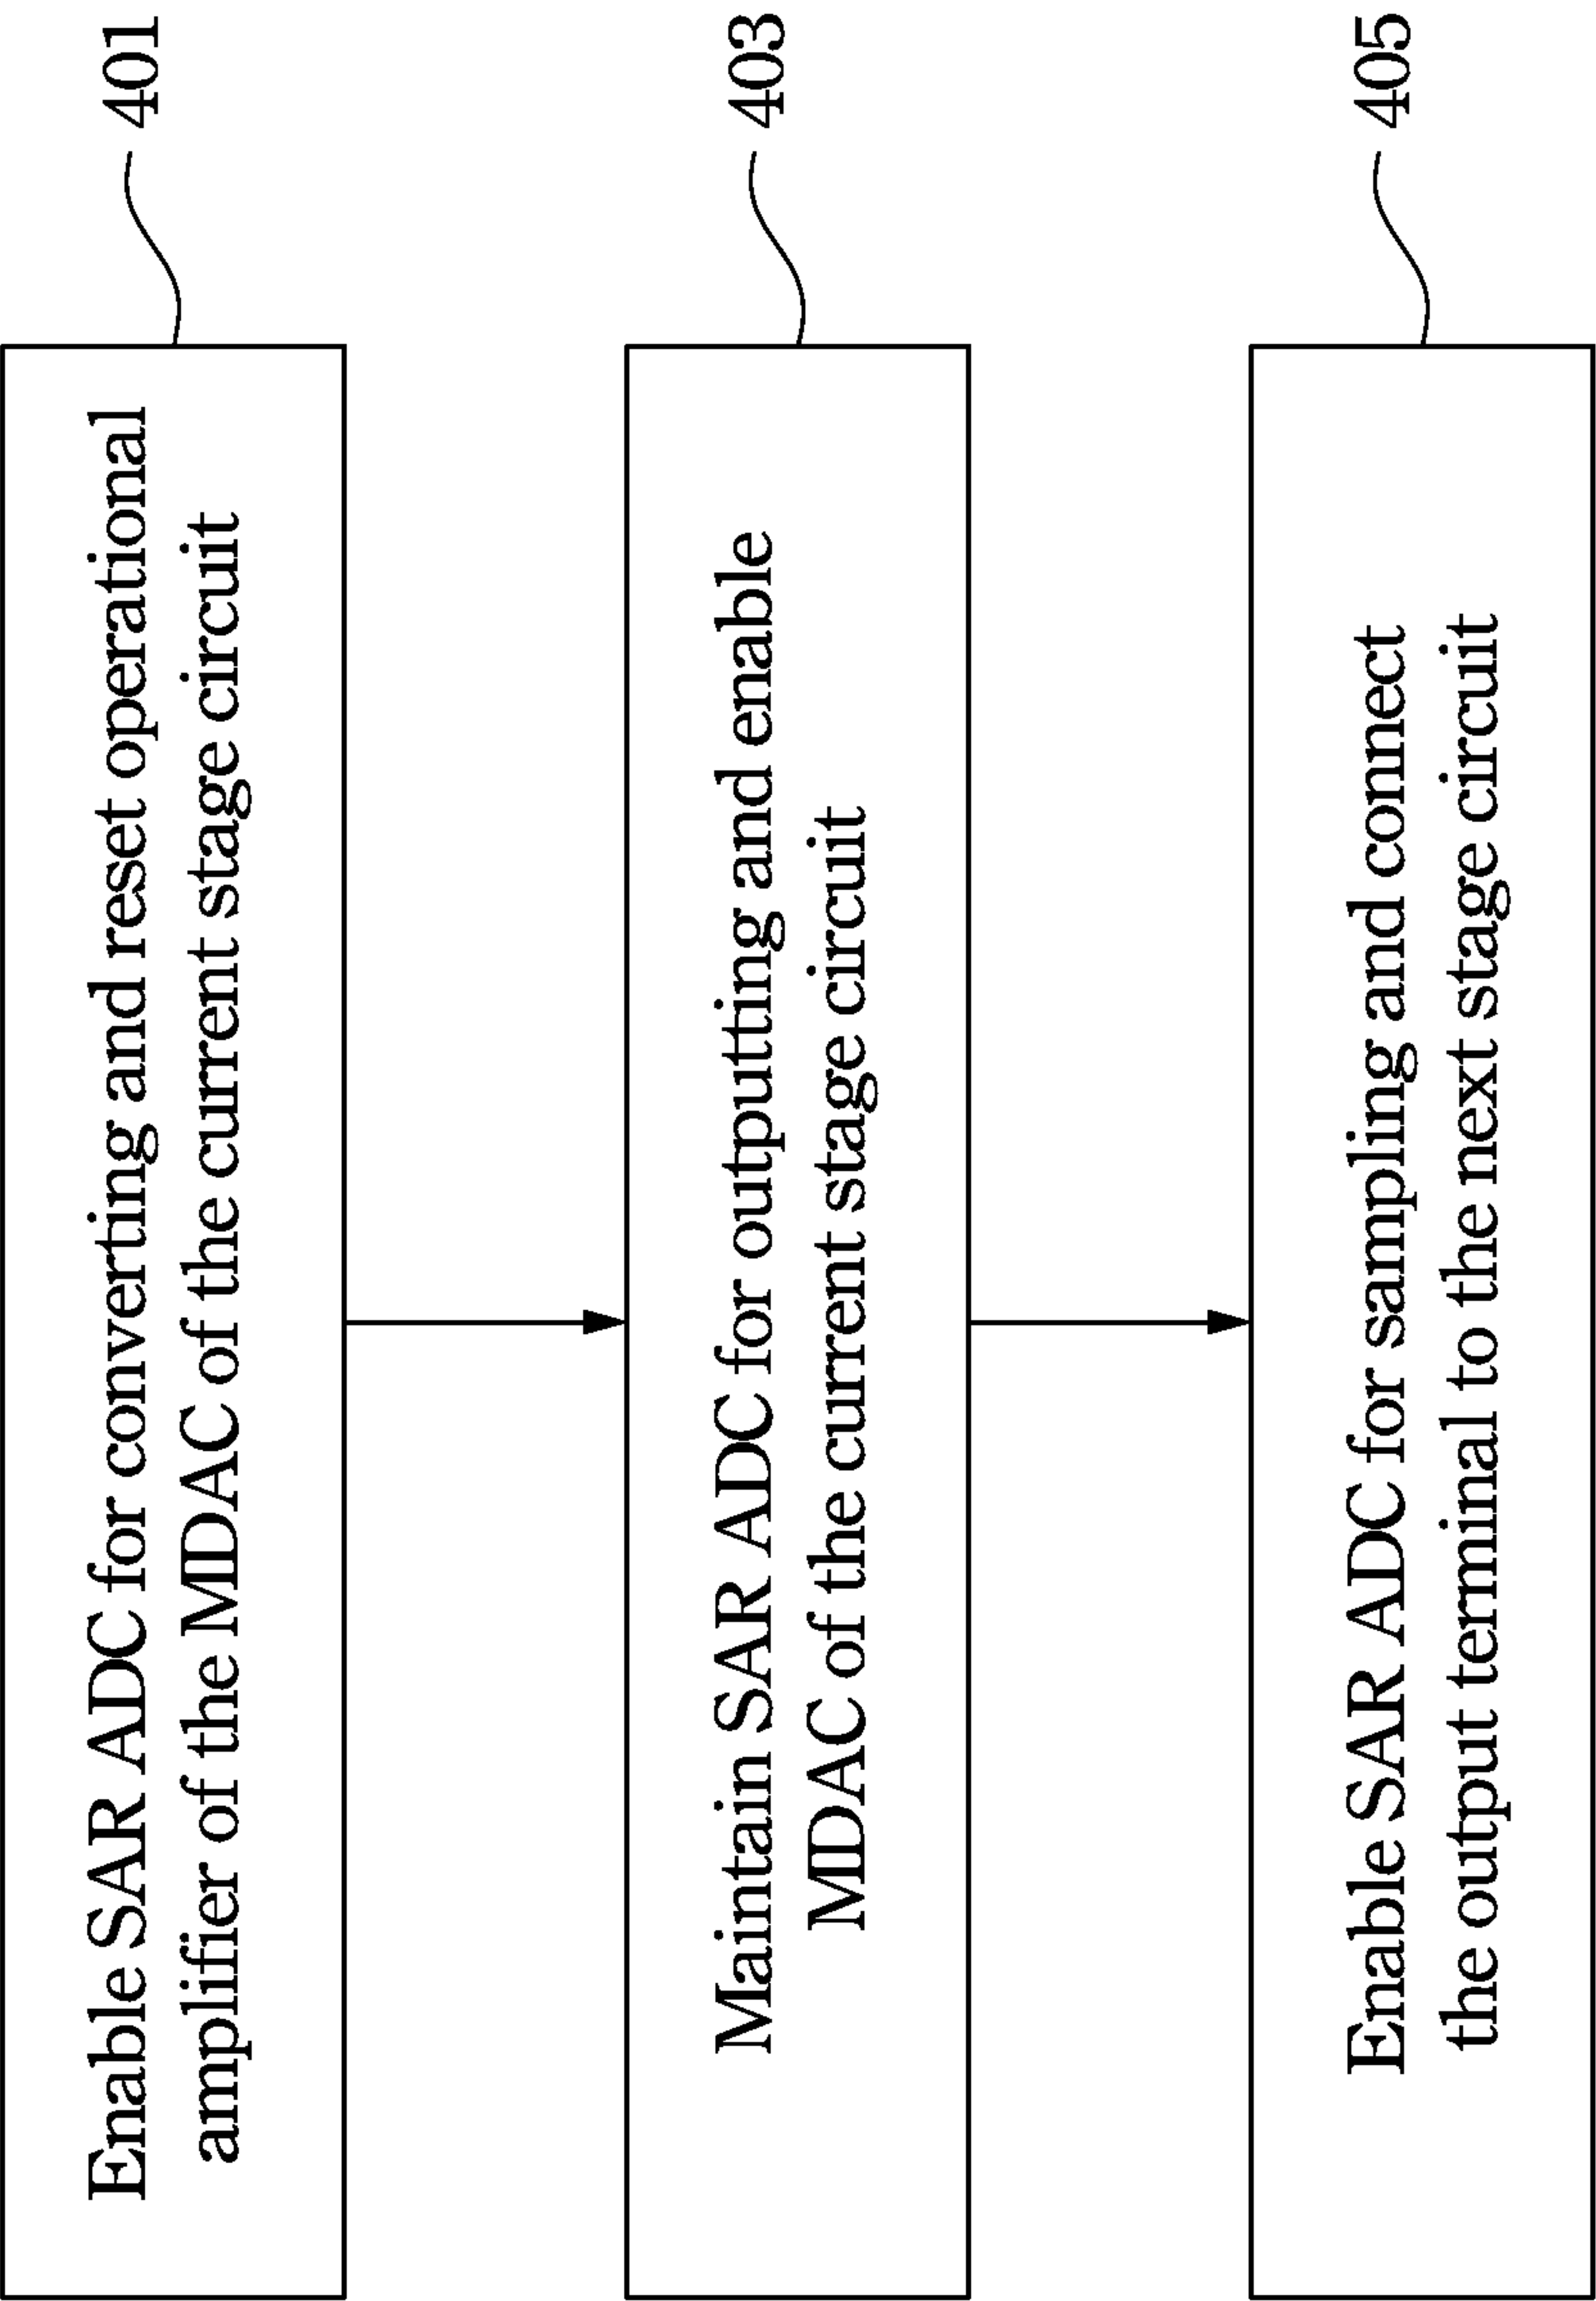 Enable SAR ADC for converting and reset operational
amplifier of the MDAC of the current stage circuit
401
Maintain SAR ADC for outputting and enable
MDAC of the current stage circuit
403
Enable SAR ADC for sampling and connect
the output terminal to the next stage circuit
405